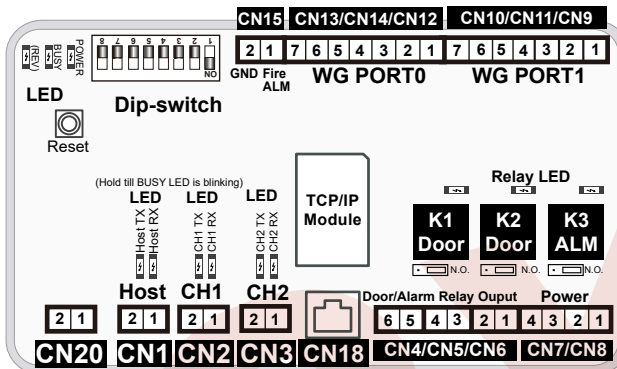 CN15 CN13/CN14/CN12 CN10/CN11/CN9
8 7 6 5 4 3 2 1
ON
2 1 7 6 5 4 3 2 1 7 6 5 4 3 2 1
(REV) BUSY POWER
GND Fire ALM
WG PORT0 WG PORT1
LED
Dip-switch
Reset
(Hold till BUSY LED is blinking)
LED LED LED
Host TX Host RX CH1 TX CH1 RX CH2 TX CH2 RX
TCP/IP
Module
Relay LED
K1 K2 K3
Door Door ALM
N.O. N.O. N.O.
Host CH1 CH2
Door/Alarm Relay Ouput Power
2 1 2 1 2 1 2 1 6 5 4 3 2 1 4 3 2 1
CN20 CN1 CN2 CN3 CN18 CN4/CN5/CN6 CN7/CN8